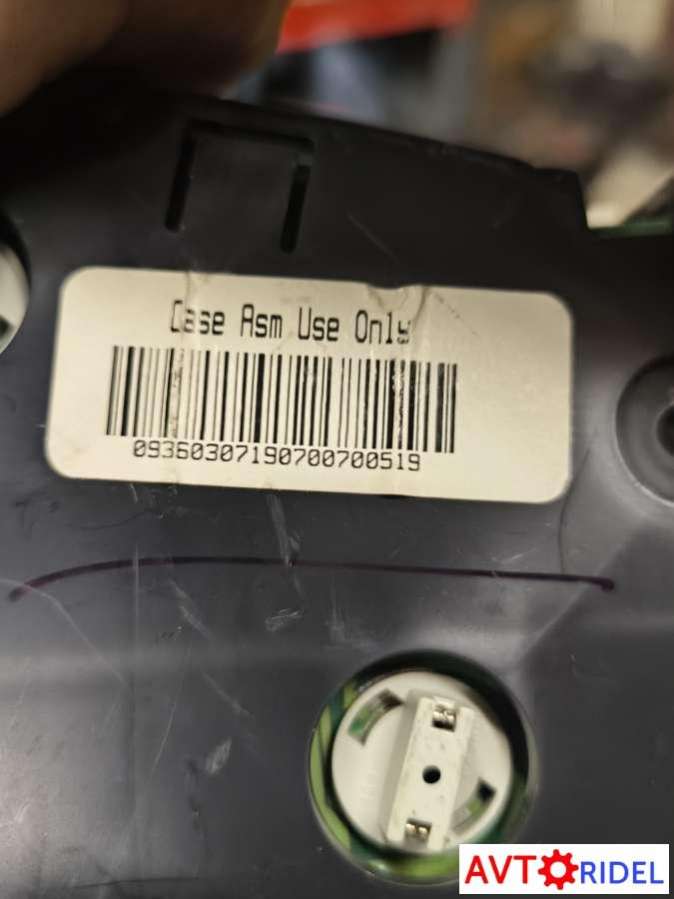 Case Asm Use Only
09360307190700700519
AVTORIDEL